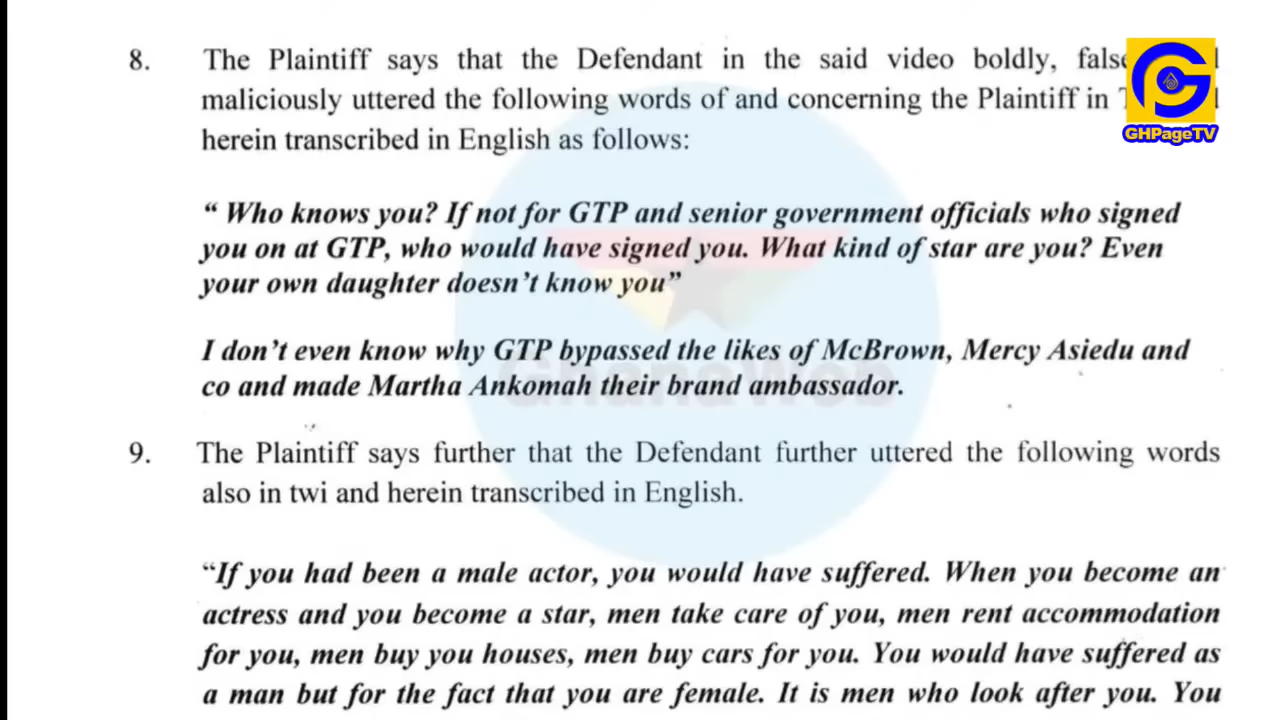 8. The Plaintiff says that the Defendant in the said video boldly,
maliciously uttered the following words of and concerning the Plaintiff in
herein transcribed in English as follows:
“ Who knows you? If not for GTP and senior government officials who signed
you on at GTP, who would have signed you. What kind of star are you? Even
your own daughter doesn’t know you”
I don’t even know why GTP bypassed the likes of McBrown, Mercy Asiedu and
co and made Martha Ankomah their brand ambassador.
9. The Plaintiff says further that the Defendant further uttered the following words
also in twi and herein transcribed in English.
“If you had been a male actor, you would have suffered. When you become an
actress and you become a star, men take care of you, men rent accommodation
for you, men buy you houses, men buy cars for you. You would have suffered as
a man but for the fact that you are female. It is men who look after you. You
GHPageTV
GhanaWeb